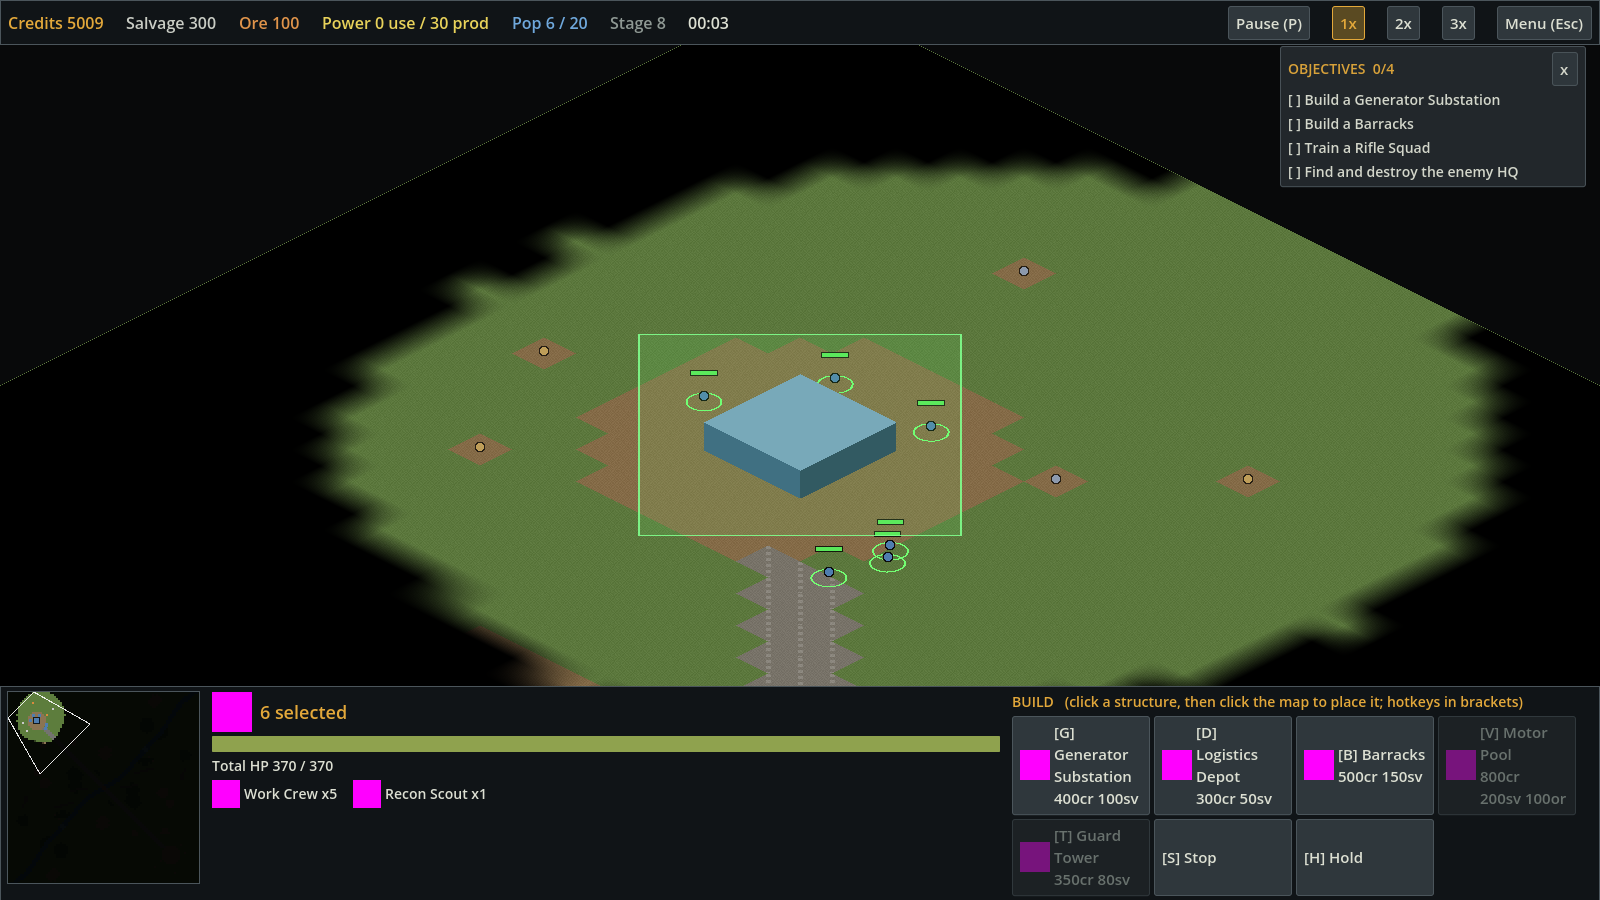 Credits 5009 Salvage 300 Ore 100 Power 0 use / 30 prod Pop 6 / 20 Stage 8 00:03 Pause (P) 1x 2x 3x Menu (Esc)
OBJECTIVES 0/4 x
[ ] Build a Generator Substation
[ ] Build a Barracks
[ ] Train a Rifle Squad
[ ] Find and destroy the enemy HQ
6 selected
Total HP 370 / 370
Work Crew x5 Recon Scout x1
BUILD (click a structure, then click the map to place it; hotkeys in brackets)
[G]
Generator
Substation
400cr 100sv
[D]
Logistics
Depot
300cr 50sv
[B] Barracks
500cr 150sv
[V] Motor
Pool
800cr
200sv 100or
[T] Guard
Tower
350cr 80sv
[S] Stop
[H] Hold